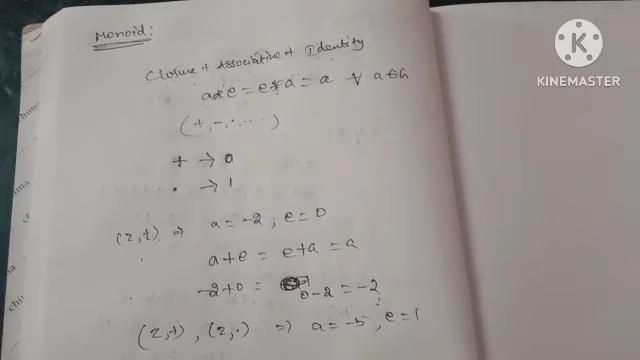 Monoid:
Closure + Associative + Identity
a*e = e*a = a ∀ a∈G
(+, -, ·, ...)
+ → 0
· → 1
(Z,+) ⇒ a = -2, e = 0
a+e = e+a = a
-2+0 = 0-2 = -2
(Z,+), (Z,·) ⇒ a = -5, e = 1
KINEMASTER